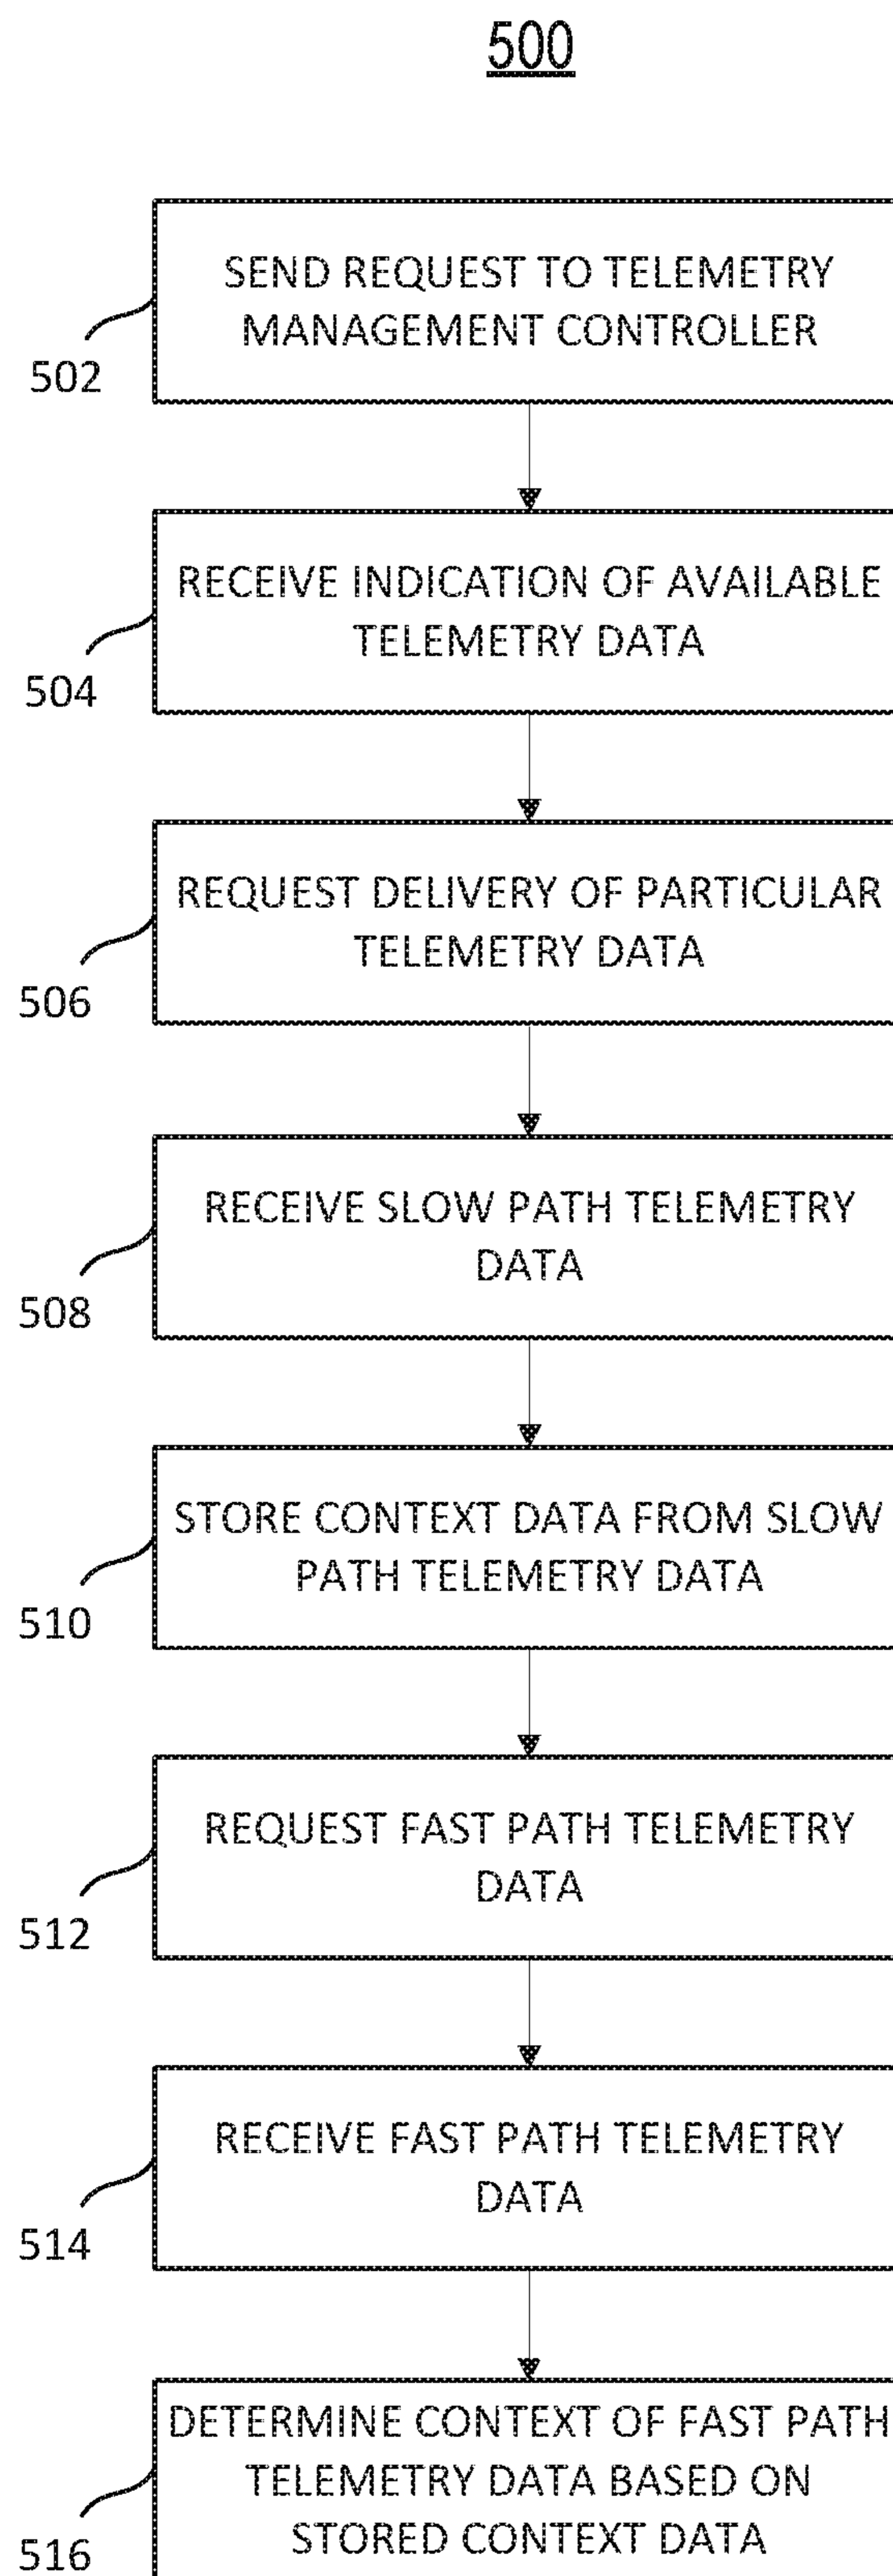 500
SEND REQUEST TO TELEMETRY
MANAGEMENT CONTROLLER
502
RECEIVE INDICATION OF AVAILABLE
TELEMETRY DATA
504
REQUEST DELIVERY OF PARTICULAR
TELEMETRY DATA
506
RECEIVE SLOW PATH TELEMETRY
DATA
508
STORE CONTEXT DATA FROM SLOW
PATH TELEMETRY DATA
510
REQUEST FAST PATH TELEMETRY
DATA
512
RECEIVE FAST PATH TELEMETRY
DATA
514
DETERMINE CONTEXT OF FAST PATH
TELEMETRY DATA BASED ON
STORED CONTEXT DATA
516